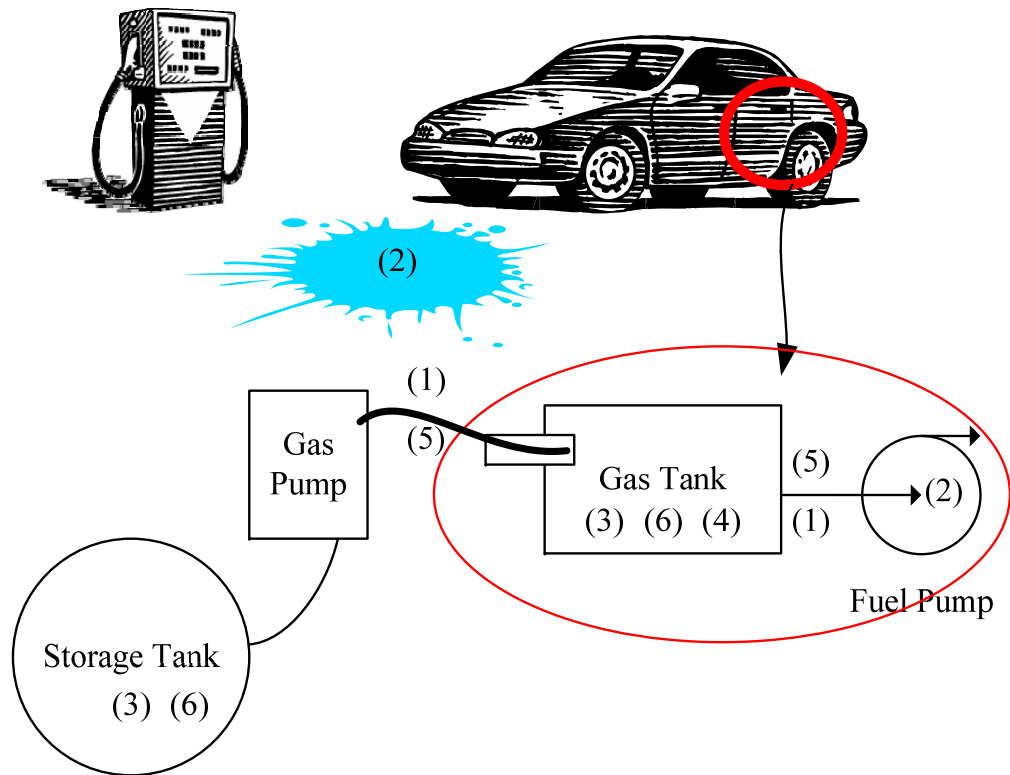 (2)
(1)
(5)
Gas
Pump
Gas Tank
(3) (6) (4)
(5)
(1)
(2)
Fuel Pump
Storage Tank
(3) (6)